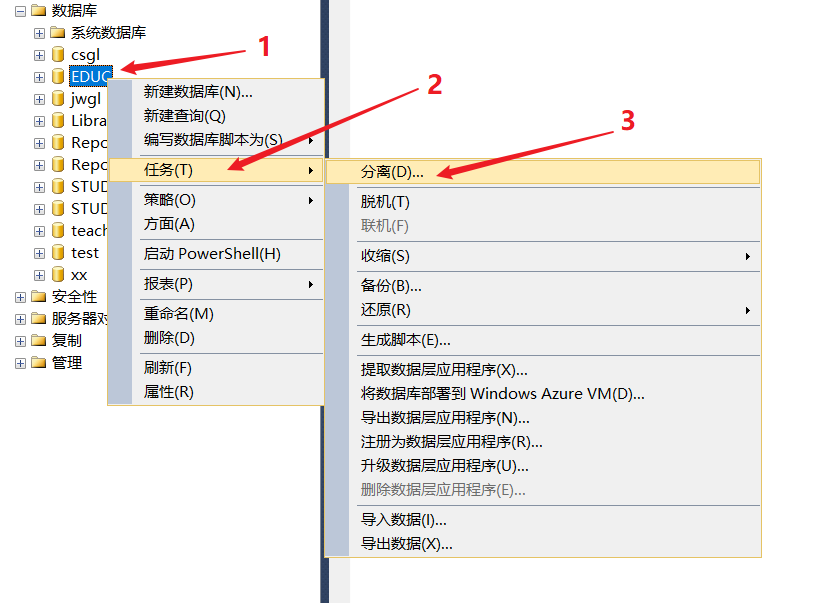 数据库
系统数据库
csgl
EDUC
jwgl
Libra
Repo
Repo
STUD
STUD
teach
test
xx
安全性
服务器对
复制
管理
1
2
3
新建数据库(N)...
新建查询(Q)
编写数据库脚本为(S)
任务(T)
策略(O)
方面(A)
启动 PowerShell(H)
报表(P)
重命名(M)
删除(D)
刷新(F)
属性(R)
分离(D)...
脱机(T)
联机(F)
收缩(S)
备份(B)...
还原(R)
生成脚本(E)...
提取数据层应用程序(X)...
将数据库部署到 Windows Azure VM(D)...
导出数据层应用程序(N)...
注册为数据层应用程序(R)...
升级数据层应用程序(U)...
删除数据层应用程序(E)...
导入数据(I)...
导出数据(X)...